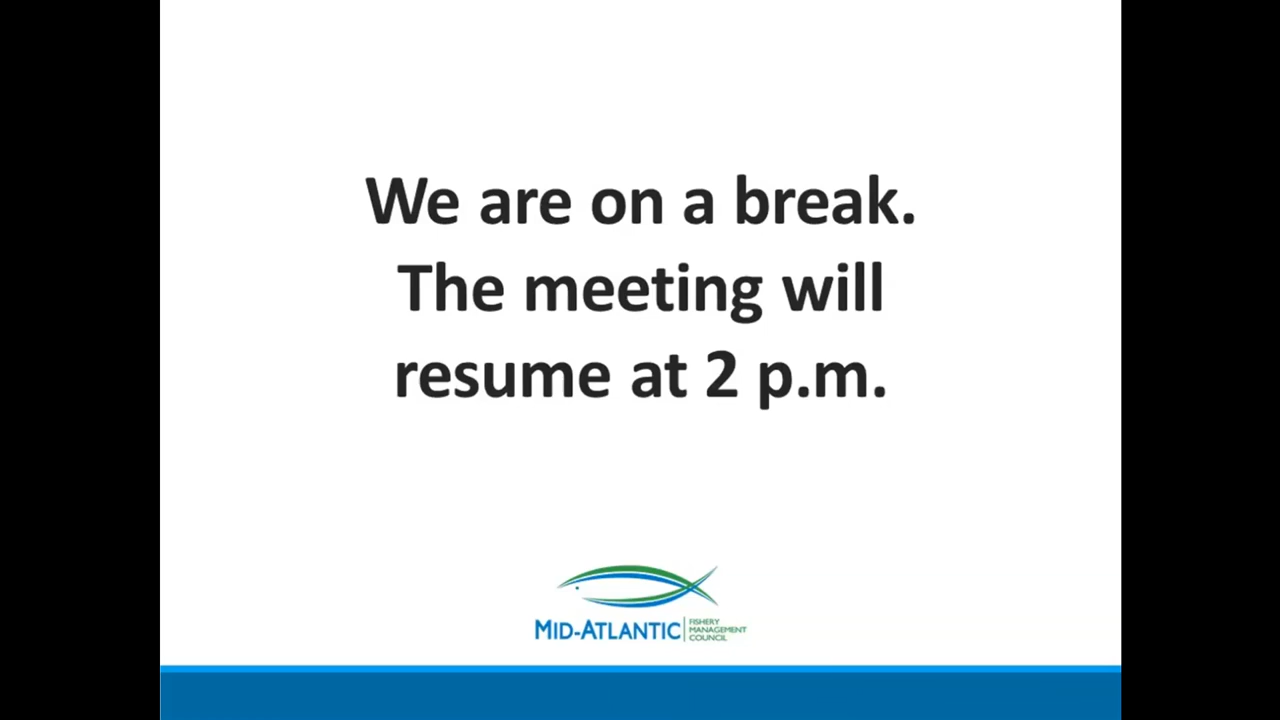 We are on a break.
The meeting will
resume at 2 p.m.
MID-ATLANTIC
FISHERY
MANAGEMENT
COUNCIL